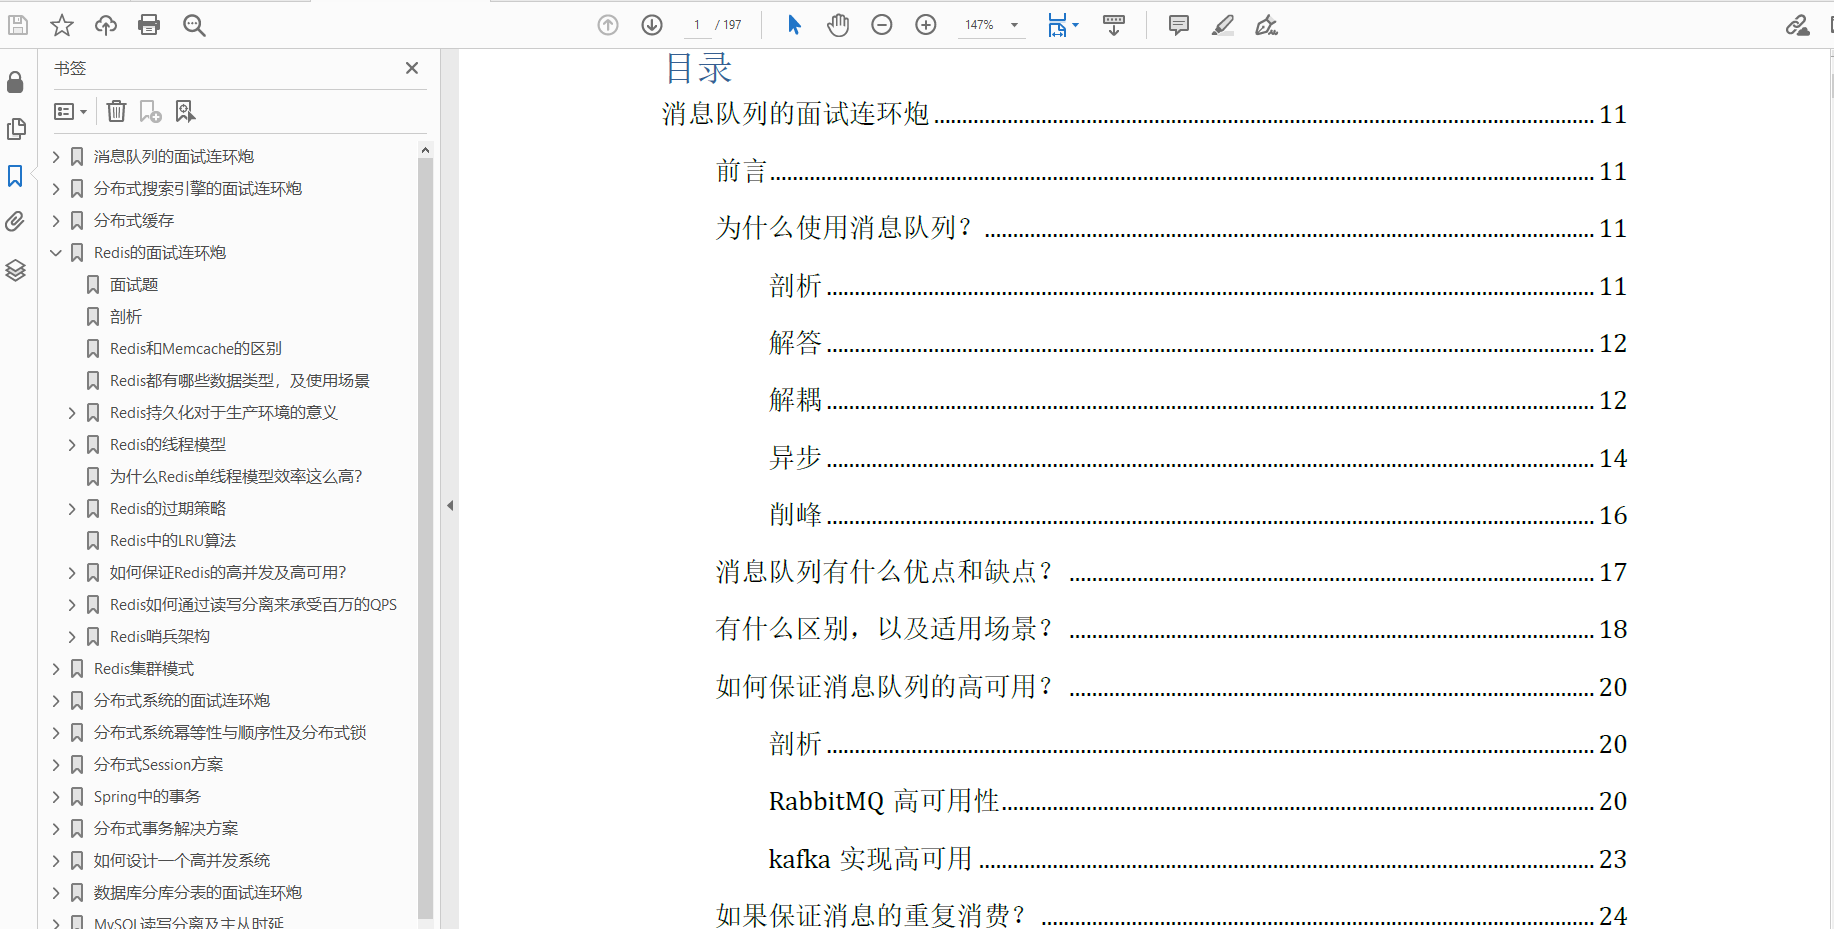 1 / 197
147%
书签
消息队列的面试连环炮
分布式搜索引擎的面试连环炮
分布式缓存
Redis的面试连环炮
面试题
剖析
Redis和Memcache的区别
Redis都有哪些数据类型，及使用场景
Redis持久化对于生产环境的意义
Redis的线程模型
为什么Redis单线程模型效率这么高？
Redis的过期策略
Redis中的LRU算法
如何保证Redis的高并发及高可用？
Redis如何通过读写分离来承受百万的QPS
Redis哨兵架构
Redis集群模式
分布式系统的面试连环炮
分布式系统幂等性与顺序性及分布式锁
分布式Session方案
Spring中的事务
分布式事务解决方案
如何设计一个高并发系统
数据库分库分表的面试连环炮
MySQL读写分离及主从时延
目录
消息队列的面试连环炮 11
前言 11
为什么使用消息队列？ 11
剖析 11
解答 12
解耦 12
异步 14
削峰 16
消息队列有什么优点和缺点？ 17
有什么区别，以及适用场景？ 18
如何保证消息队列的高可用？ 20
剖析 20
RabbitMQ 高可用性 20
kafka 实现高可用 23
如果保证消息的重复消费？ 24